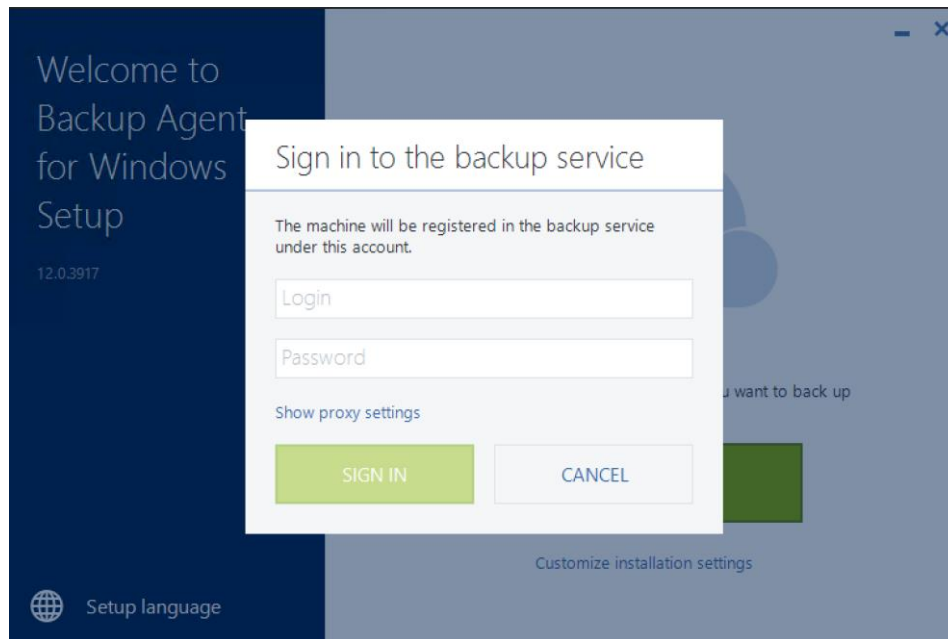 Welcome to
Backup Agent
for Windows
Setup
12.0.3917
Sign in to the backup service
The machine will be registered in the backup service
under this account.
Login
Password
Show proxy settings
SIGN IN
CANCEL
want to back up
Customize installation settings
Setup language